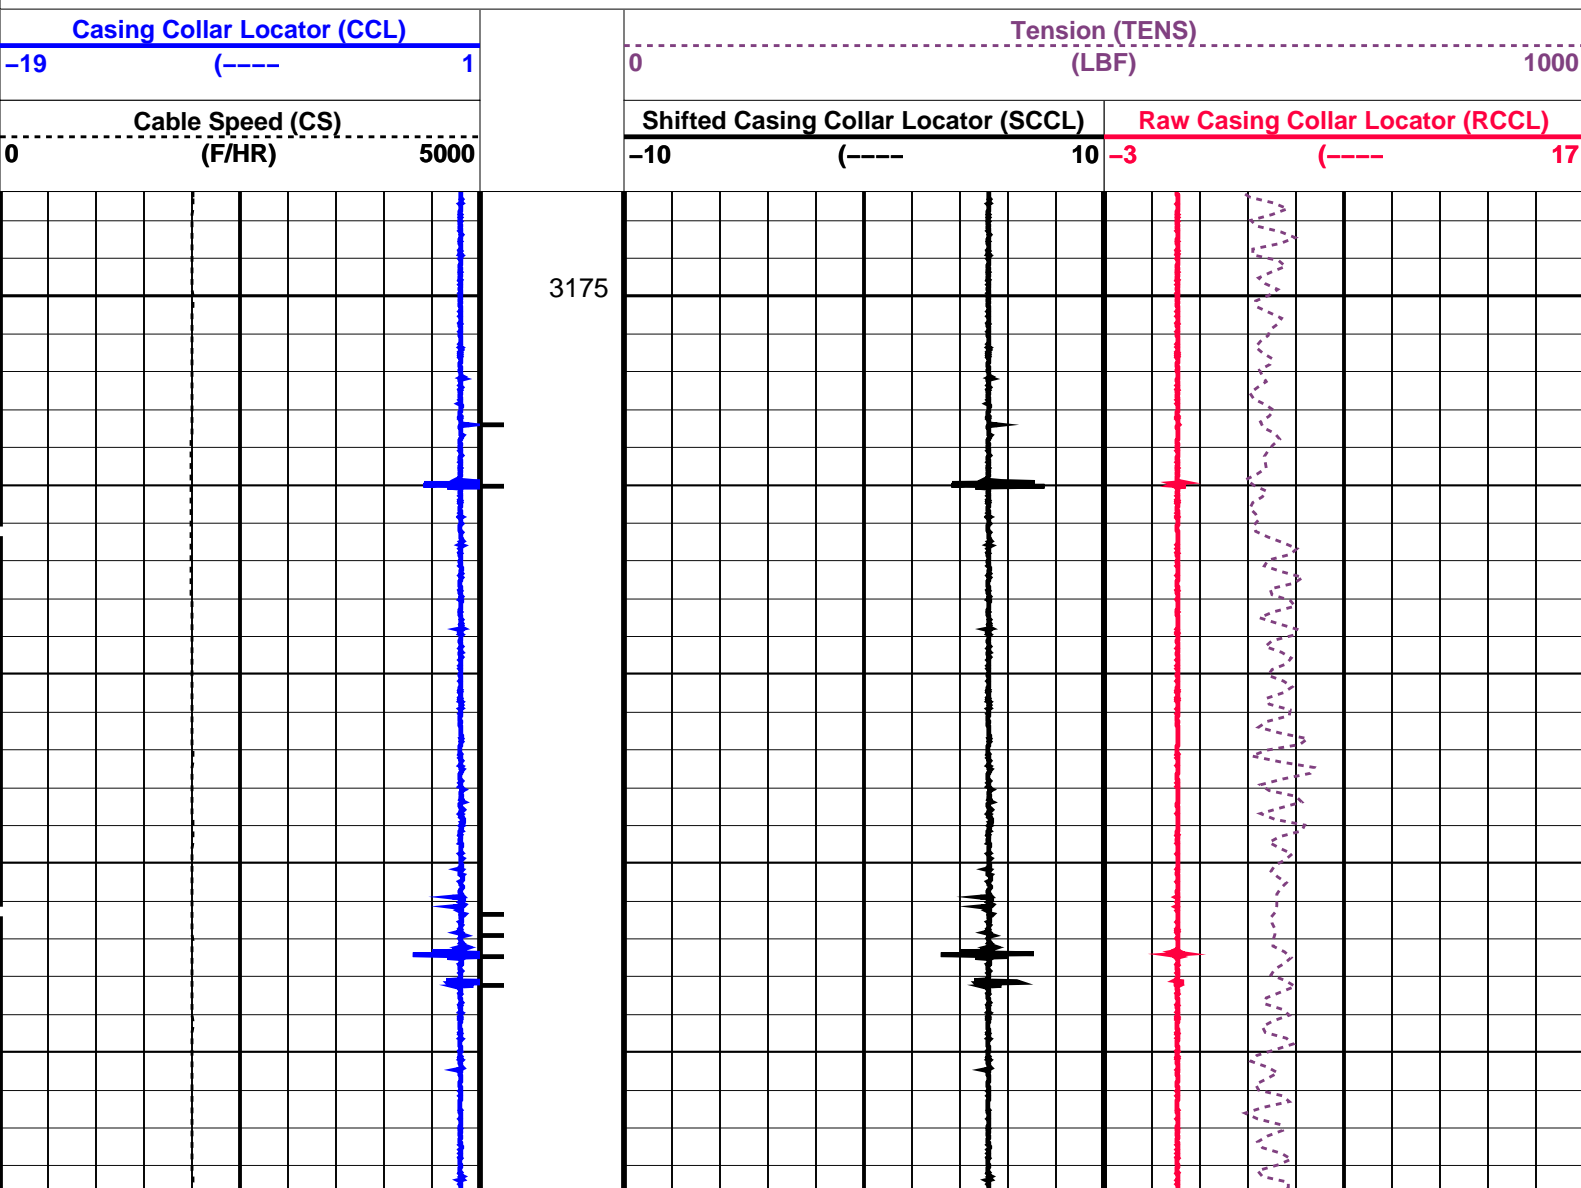 Casing Collar Locator (CCL)
–19 (–––– 1
Cable Speed (CS)
0 (F/HR) 5000
Tension (TENS)
0 (LBF) 1000
Shifted Casing Collar Locator (SCCL)
–10 (–––– 10
Raw Casing Collar Locator (RCCL)
–3 (–––– 17
3175